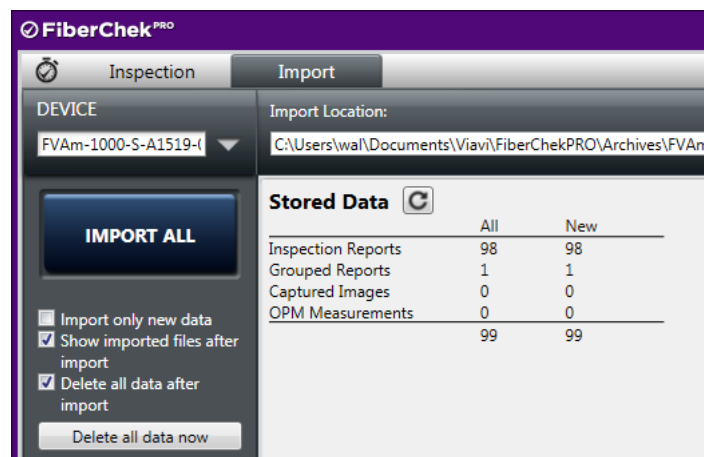 FiberChek PRO
Inspection Import
DEVICE
FVAm-1000-S-A1519-(
Import Location:
C:\Users\wal\Documents\Viavi\FiberChekPRO\Archives\FVAm
IMPORT ALL
Import only new data
Show imported files after
import
Delete all data after
import
Delete all data now
Stored Data
All New
Inspection Reports 98 98
Grouped Reports 1 1
Captured Images 0 0
OPM Measurements 0 0
99 99